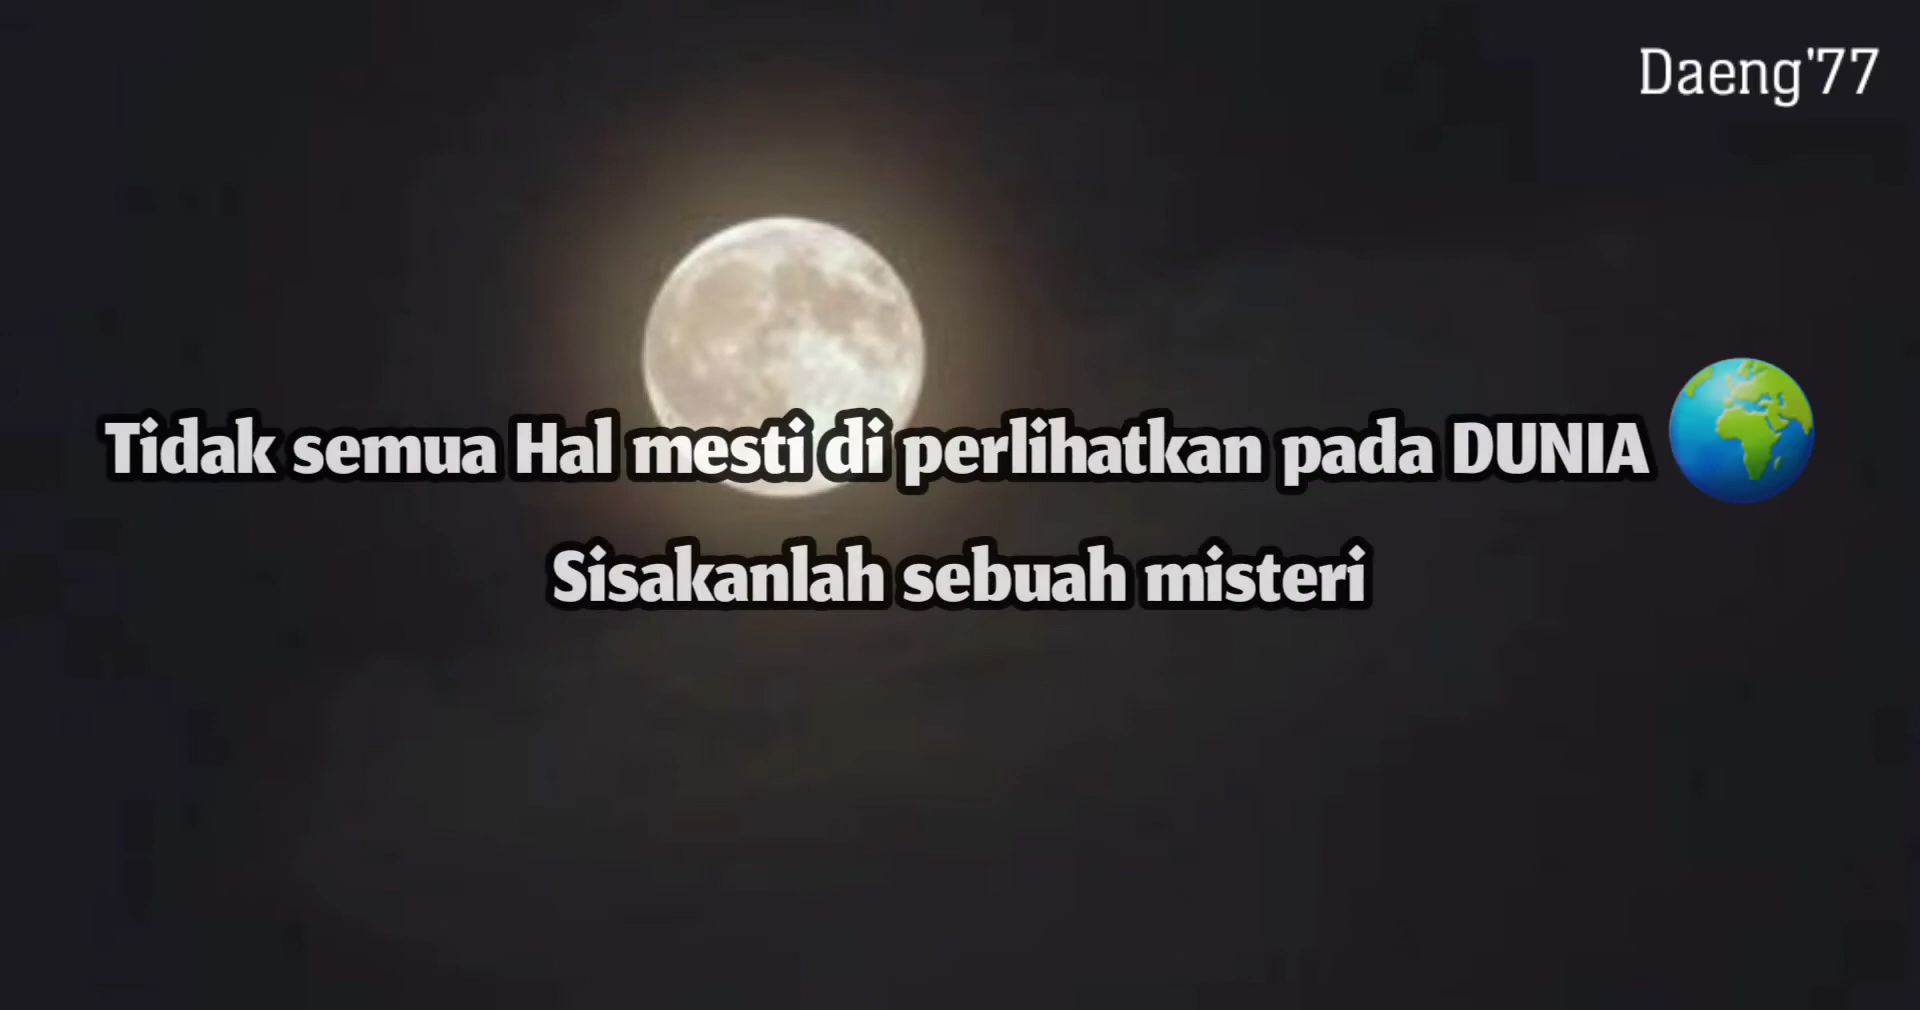 Daeng'77
Tidak semua Hal mesti di perlihatkan pada DUNIA 🌍
Sisakanlah sebuah misteri